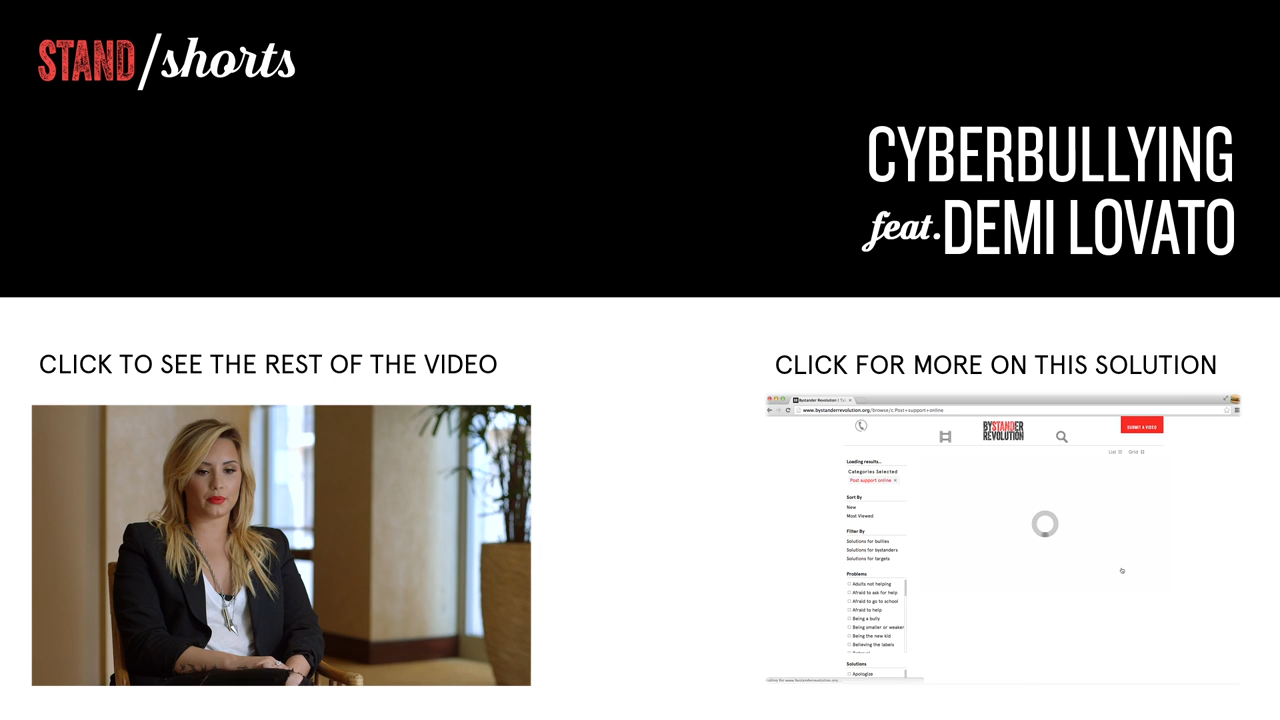 STAND/shorts
CYBERBULLYING
feat. DEMI LOVATO
CLICK TO SEE THE REST OF THE VIDEO
CLICK FOR MORE ON THIS SOLUTION
Bystander Revolution | Ta
www.bystanderrevolution.org/browse/c:Post+support+online
BYSTANDER
REVOLUTION
SUBMIT A VIDEO
List
Grid
Loading results...
Categories Selected
Post support online ×
Sort By
New
Most Viewed
Filter By
Solutions for bullies
Solutions for bystanders
Solutions for targets
Problems
Adults not helping
Afraid to ask for help
Afraid to go to school
Afraid to help
Being a bully
Being smaller or weaker
Being the new kid
Believing the labels
Solutions
Apologize